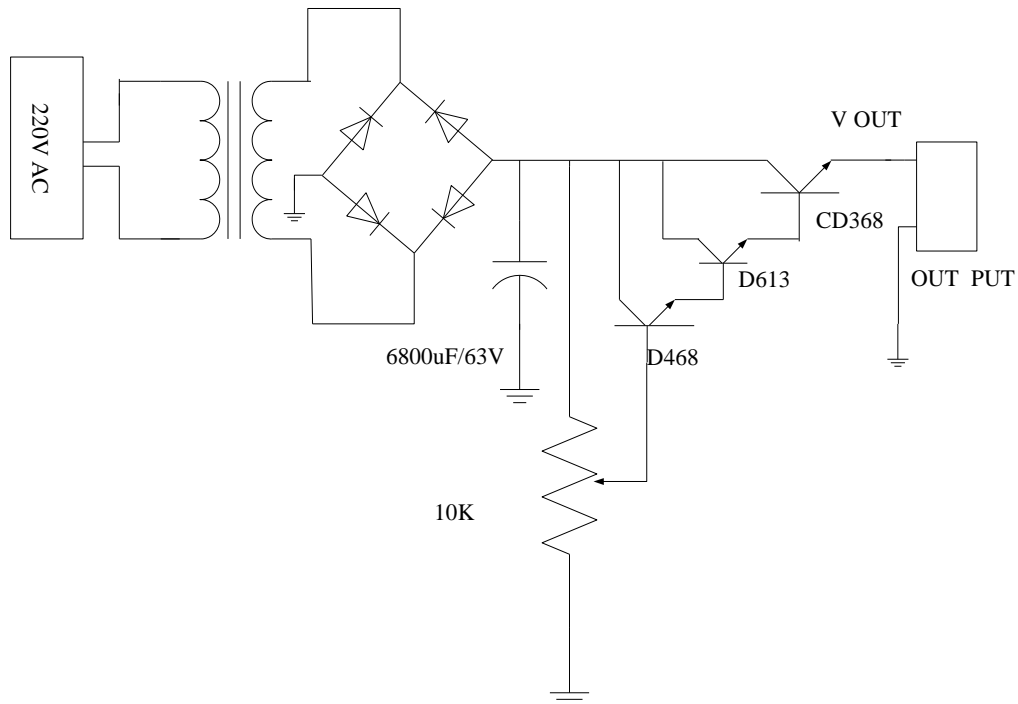 220V AC
V OUT
CD368
D613
OUT PUT
6800uF/63V
D468
10K